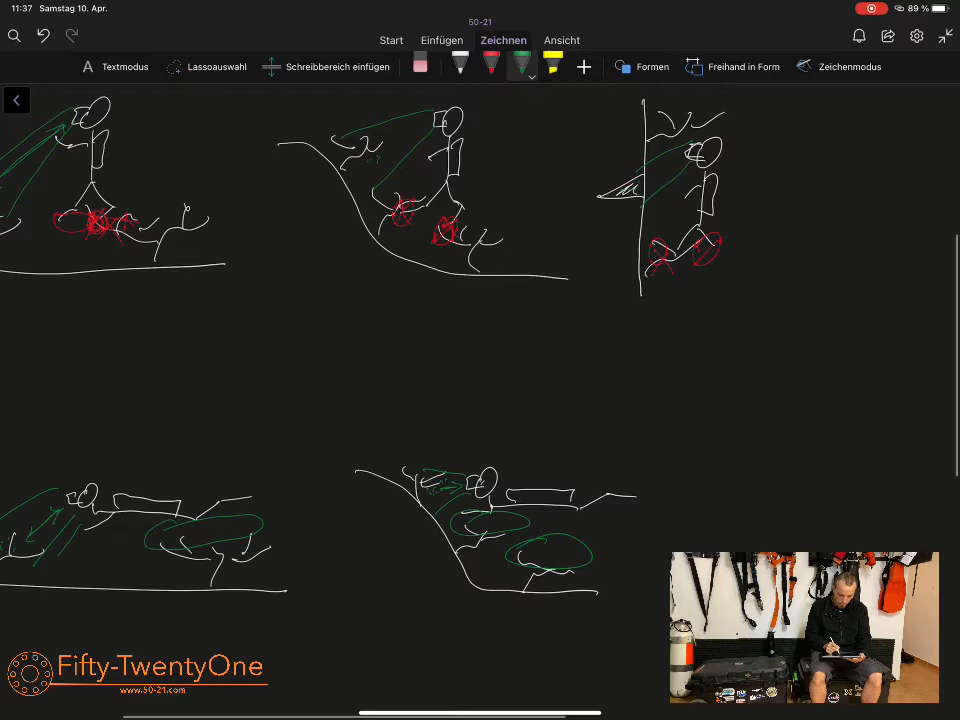 11:37 Samstag 10. Apr.
89 %
50-21
Start Einfügen Zeichnen Ansicht
Textmodus Lassoauswahl Schreibbereich einfügen Formen Freihand in Form Zeichenmodus
Fifty-TwentyOne
www.50-21.com